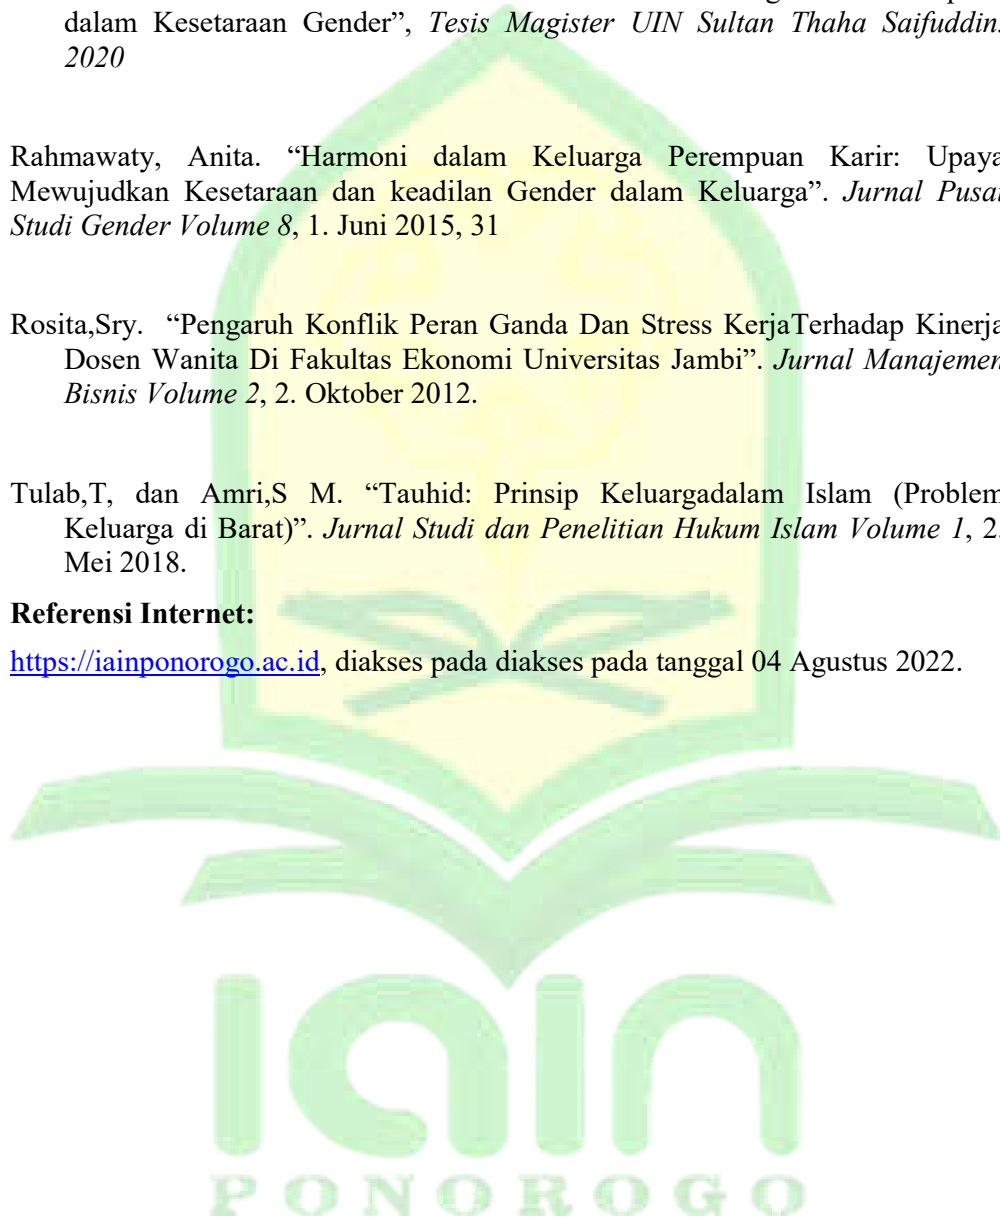 dalam Kesetaraan Gender”, Tesis Magister UIN Sultan Thaha Saifuddin.
2020
Rahmawaty, Anita. “Harmoni dalam Keluarga Perempuan Karir: Upaya
Mewujudkan Kesetaraan dan keadilan Gender dalam Keluarga”. Jurnal Pusat
Studi Gender Volume 8, 1. Juni 2015, 31
Rosita,Sry. “Pengaruh Konflik Peran Ganda Dan Stress KerjaTerhadap Kinerja
Dosen Wanita Di Fakultas Ekonomi Universitas Jambi”. Jurnal Manajemen
Bisnis Volume 2, 2. Oktober 2012.
Tulab,T, dan Amri,S M. “Tauhid: Prinsip Keluargadalam Islam (Problem
Keluarga di Barat)”. Jurnal Studi dan Penelitian Hukum Islam Volume 1, 2.
Mei 2018.
Referensi Internet:
https://iainponorogo.ac.id, diakses pada diakses pada tanggal 04 Agustus 2022.
iain
PONOROGO